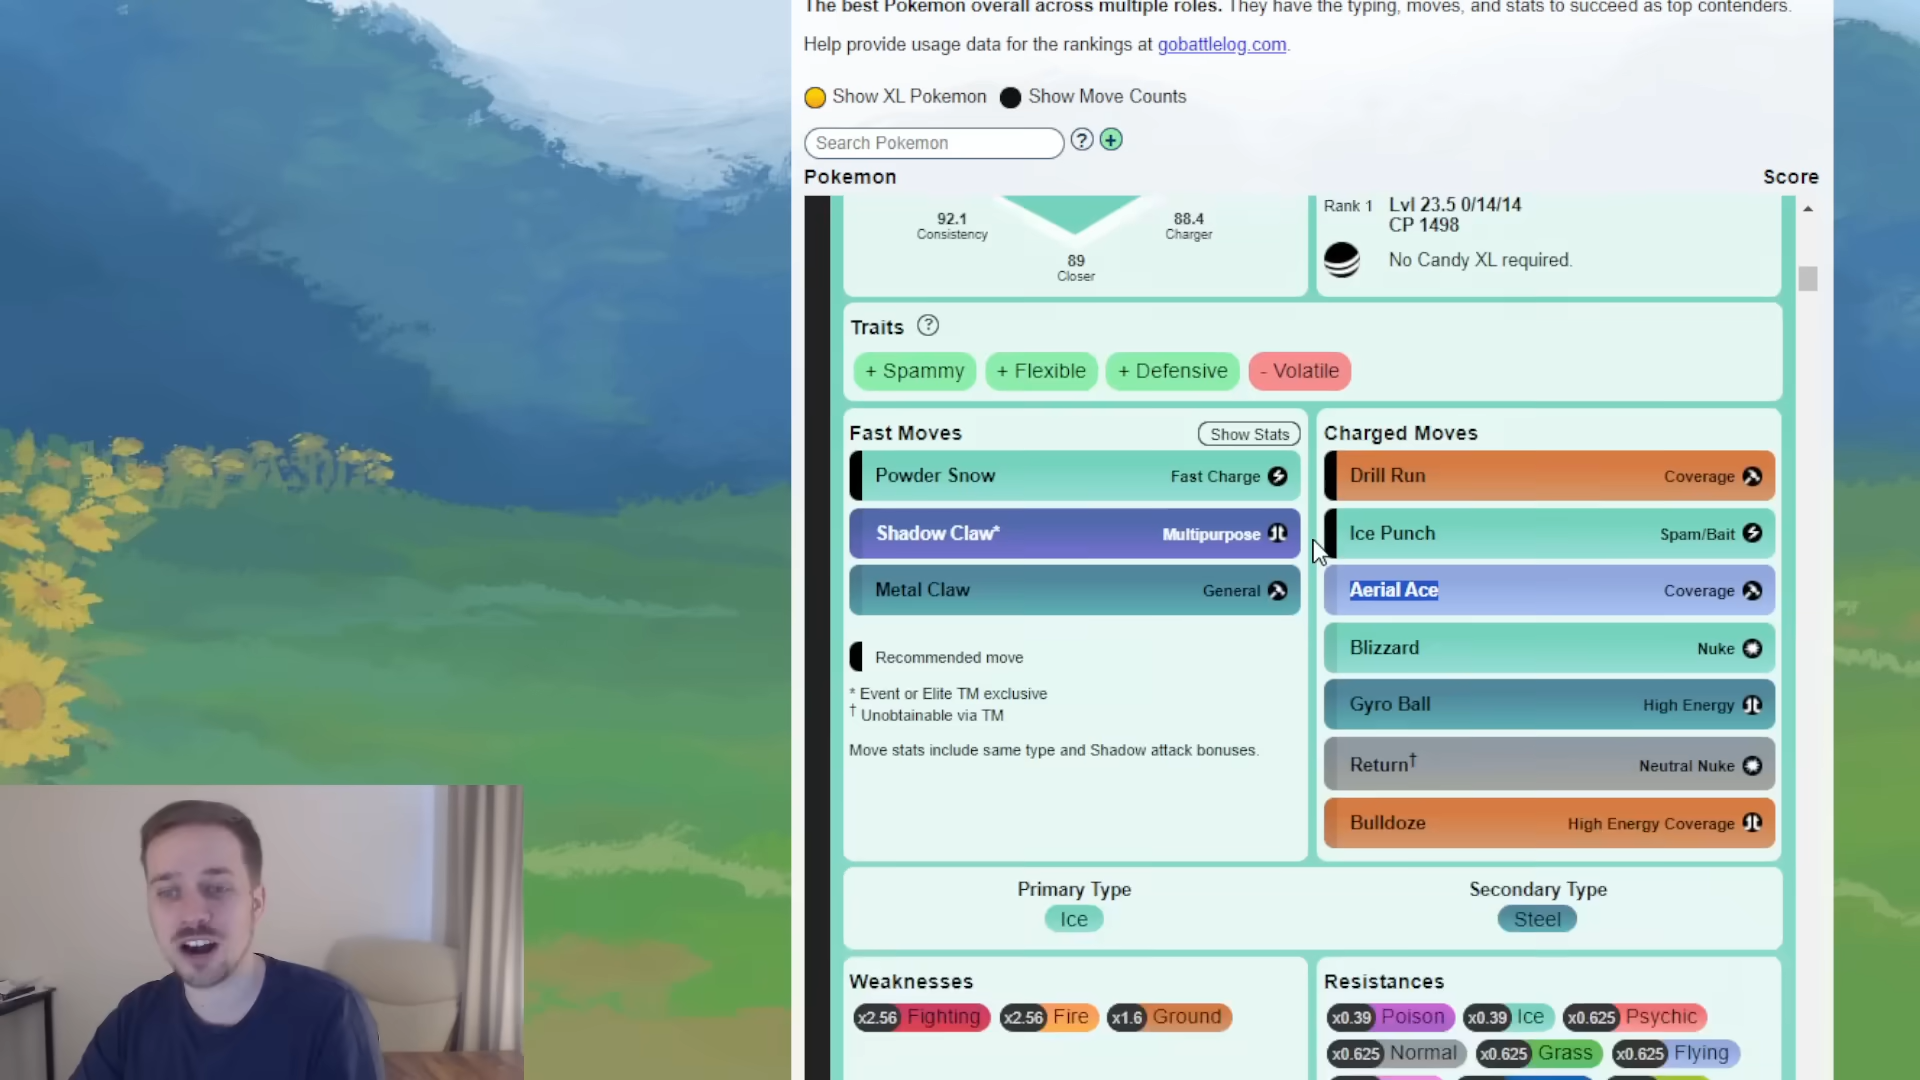 The best Pokemon overall across multiple roles. They have the typing, moves, and stats to succeed as top contenders.
Help provide usage data for the rankings at gobattlelog.com.
Show XL Pokemon Show Move Counts
Search Pokemon ? +
Pokemon Score
92.1
Consistency
88.4
Charger
89
Closer
Rank 1 Lvl 23.5 0/14/14
CP 1498
No Candy XL required.
Traits ?
+ Spammy + Flexible + Defensive - Volatile
Fast Moves Show Stats
Powder Snow Fast Charge
Shadow Claw* Multipurpose
Metal Claw General
Recommended move
* Event or Elite TM exclusive
† Unobtainable via TM
Move stats include same type and Shadow attack bonuses.
Charged Moves
Drill Run Coverage
Ice Punch Spam/Bait
Aerial Ace Coverage
Blizzard Nuke
Gyro Ball High Energy
Return† Neutral Nuke
Bulldoze High Energy Coverage
Primary Type
Ice
Secondary Type
Steel
Weaknesses
x2.56 Fighting x2.56 Fire x1.6 Ground
Resistances
x0.39 Poison x0.39 Ice x0.625 Psychic
x0.625 Normal x0.625 Grass x0.625 Flying